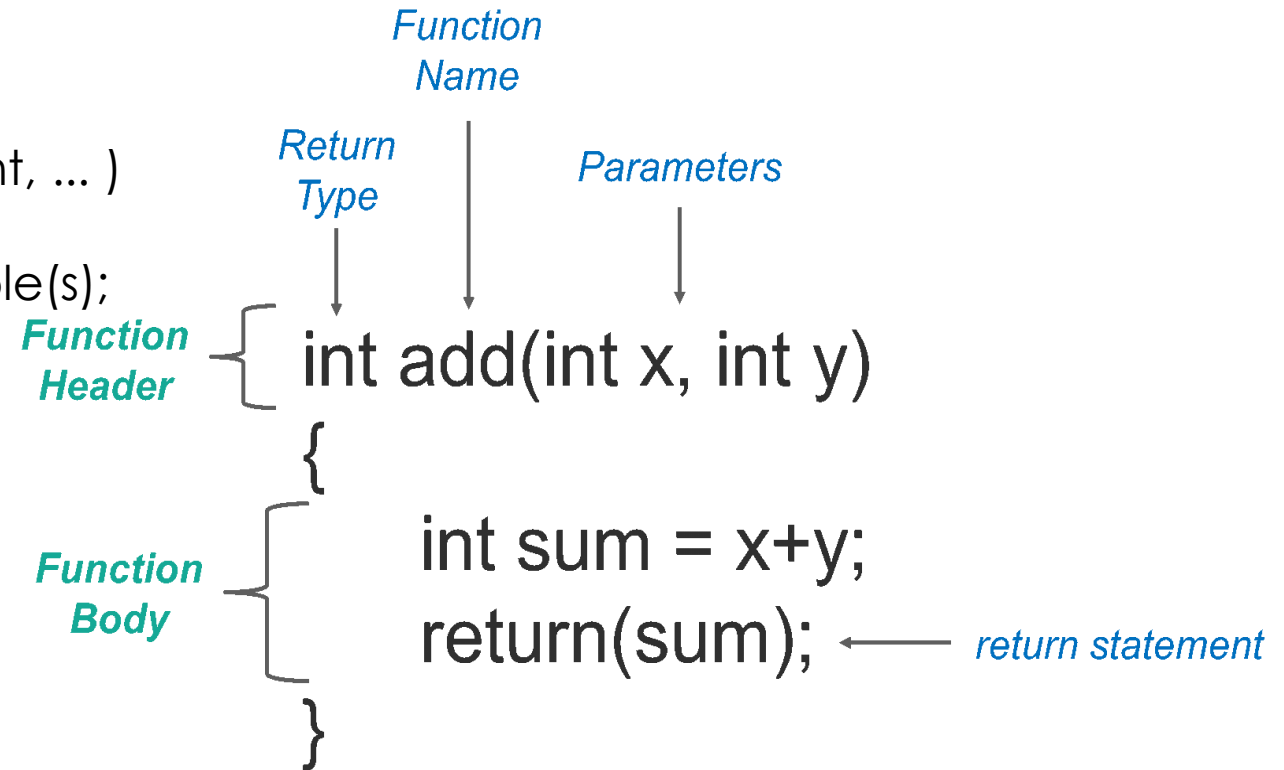 Function
Name
Return
Type
Parameters
... )
Function
Header
int add(int x, int y)
{
Function
Body
int sum = x+y;
return(sum);
return statement
}